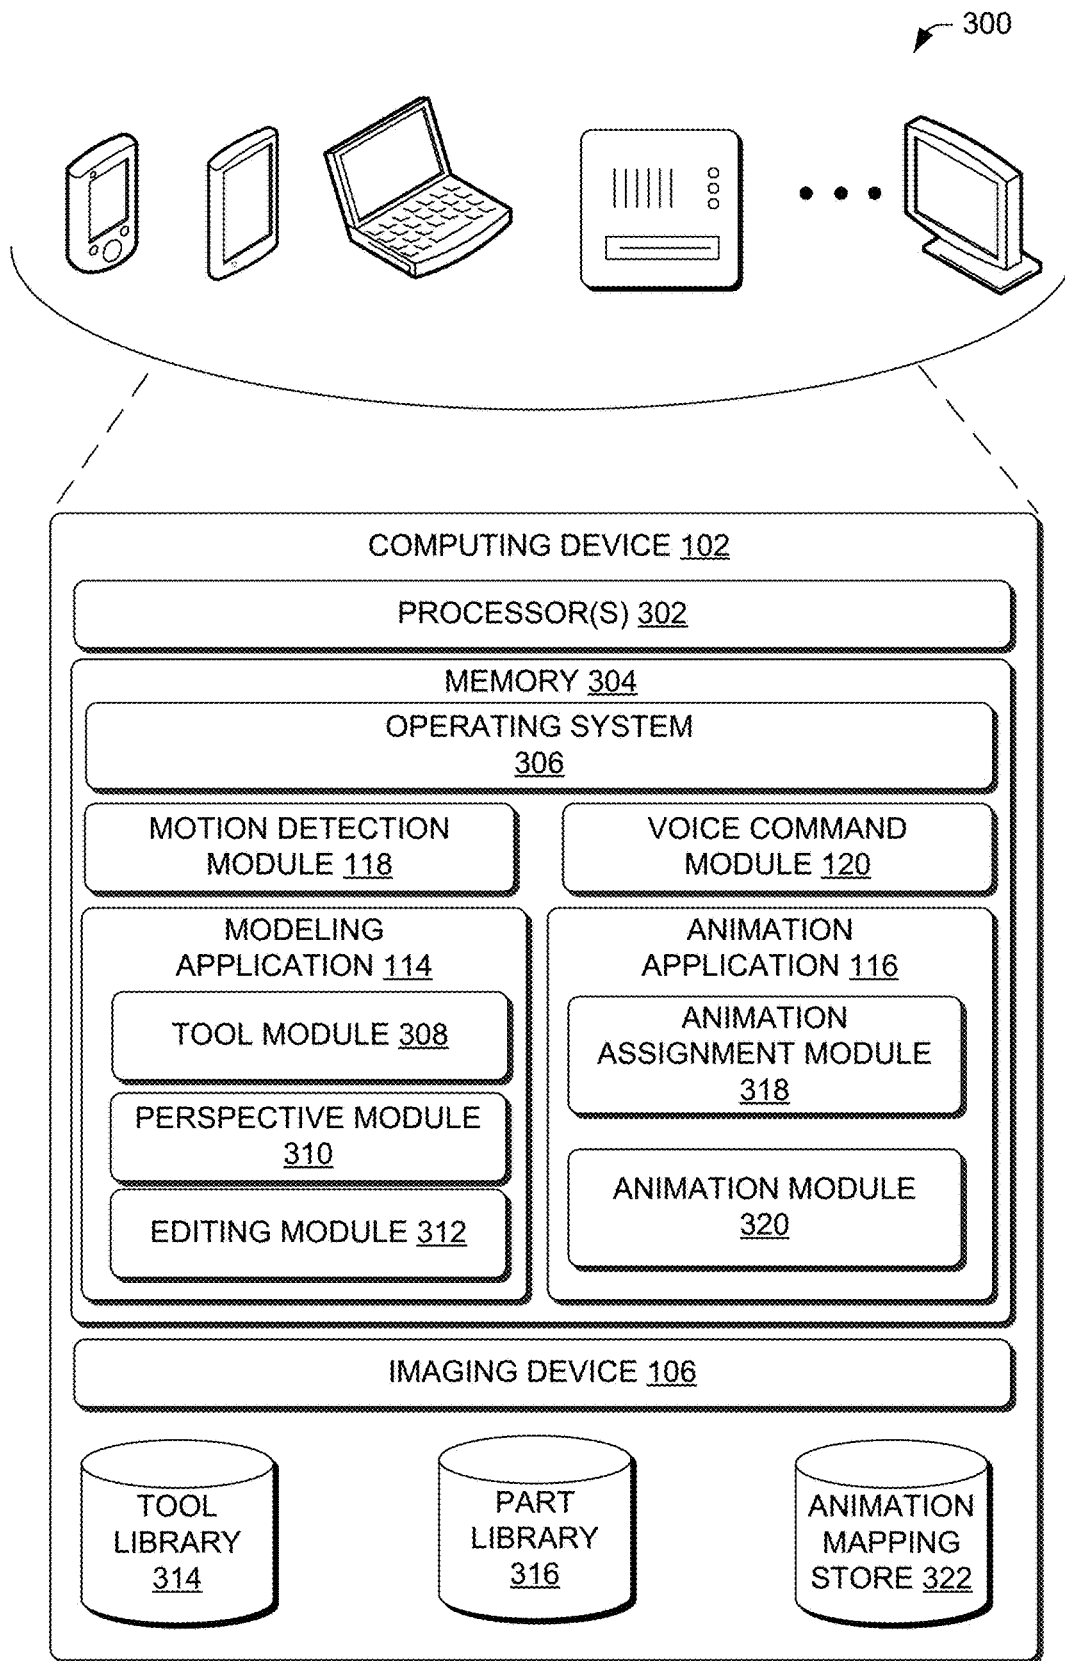 300
COMPUTING DEVICE 102
PROCESSOR(S) 302
MEMORY 304
OPERATING SYSTEM
306
MOTION DETECTION
MODULE 118
VOICE COMMAND
MODULE 120
MODELING
APPLICATION 114
TOOL MODULE 308
PERSPECTIVE MODULE
310
EDITING MODULE 312
ANIMATION
APPLICATION 116
ANIMATION
ASSIGNMENT MODULE
318
ANIMATION MODULE
320
IMAGING DEVICE 106
TOOL
LIBRARY
314
PART
LIBRARY
316
ANIMATION
MAPPING
STORE 322